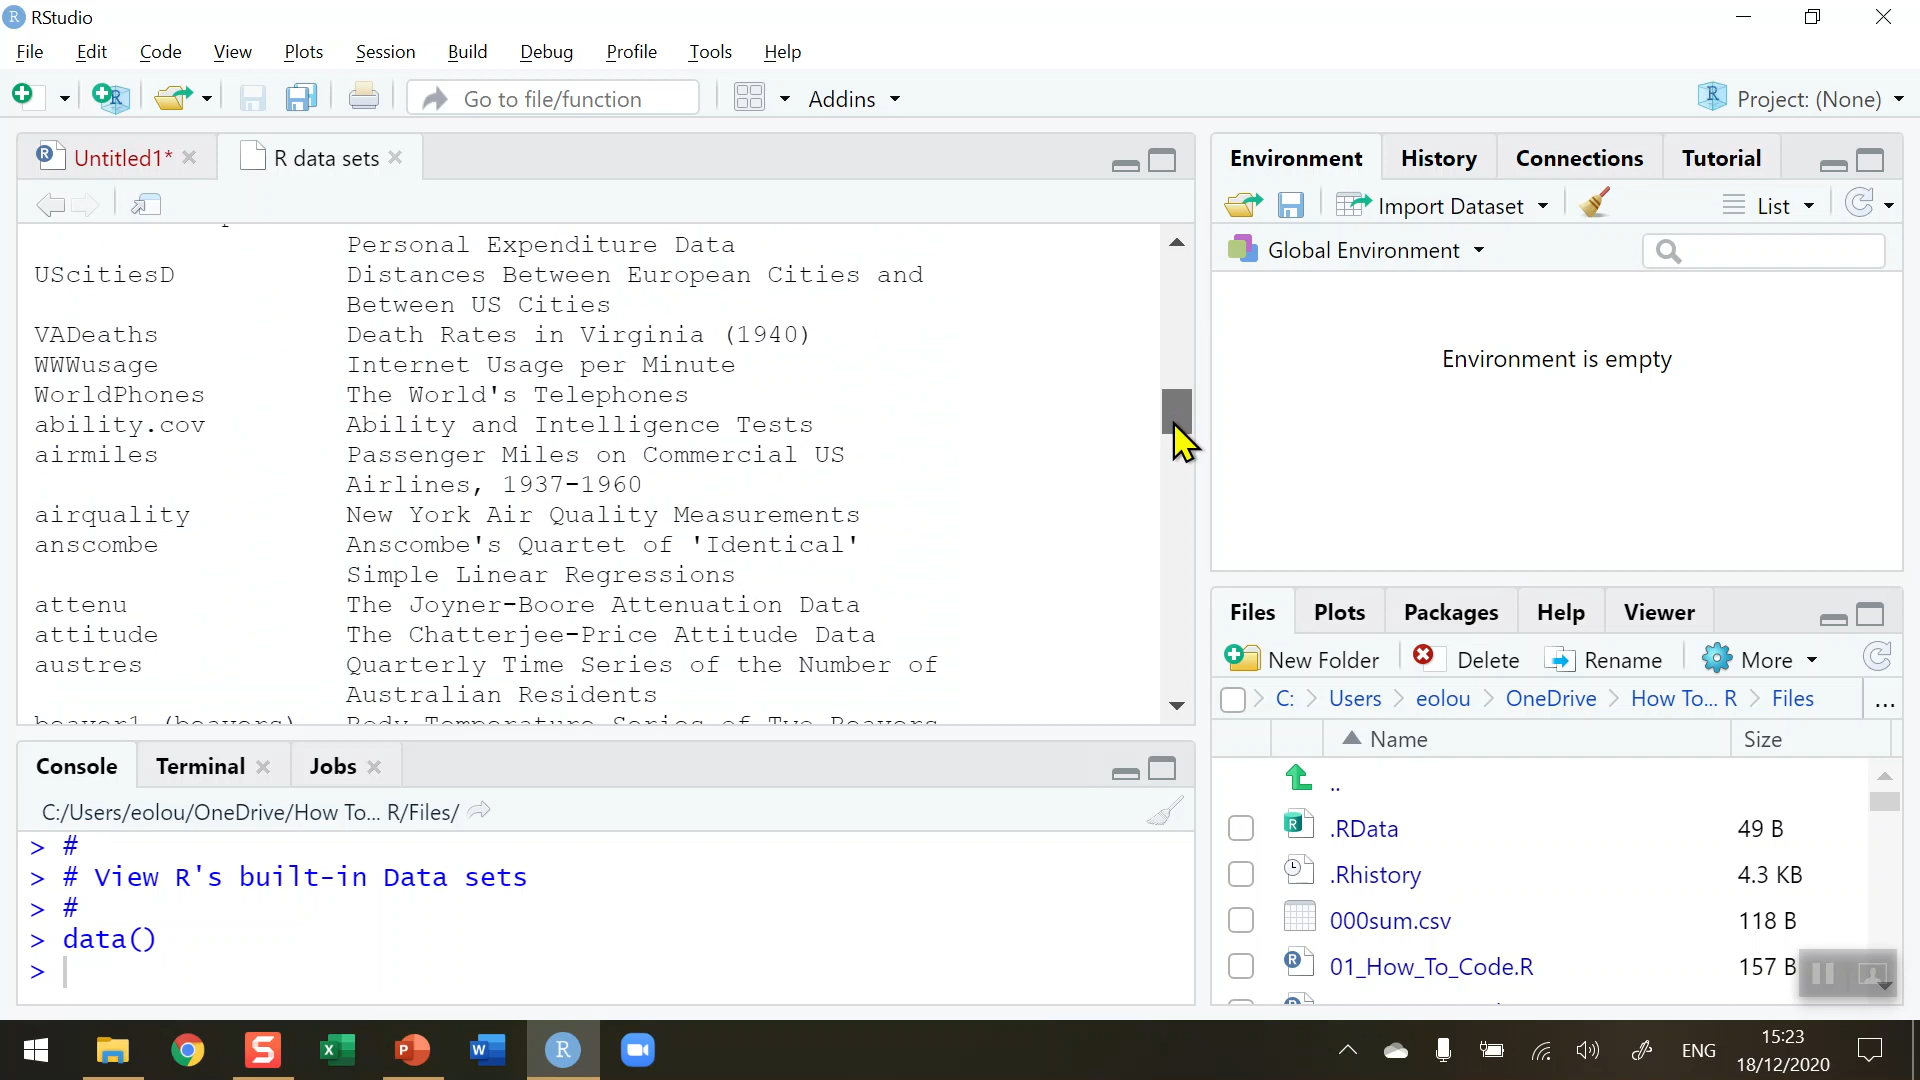 RStudio
File Edit Code View Plots Session Build Debug Profile Tools Help
Go to file/function Addins Project: (None)
Untitled1* R data sets
Personal Expenditure Data
UScitiesD Distances Between European Cities and
Between US Cities
VADeaths Death Rates in Virginia (1940)
WWWusage Internet Usage per Minute
WorldPhones The World's Telephones
ability.cov Ability and Intelligence Tests
airmiles Passenger Miles on Commercial US
Airlines, 1937-1960
airquality New York Air Quality Measurements
anscombe Anscombe's Quartet of 'Identical'
Simple Linear Regressions
attenu The Joyner-Boore Attenuation Data
attitude The Chatterjee-Price Attitude Data
austres Quarterly Time Series of the Number of
Australian Residents
beaver1 (beavers) Body Temperature Series of Two Beavers
Console Terminal Jobs
C:/Users/eolou/OneDrive/How To... R/Files/
> #
> # View R's built-in Data sets
> #
> data()
>
Environment History Connections Tutorial
Import Dataset List
Global Environment
Environment is empty
Files Plots Packages Help Viewer
New Folder Delete Rename More
C: Users eolou OneDrive How To... R Files ...
Name Size
..
.RData 49 B
.Rhistory 4.3 KB
000sum.csv 118 B
01_How_To_Code.R 157 B
ENG
15:23
18/12/2020